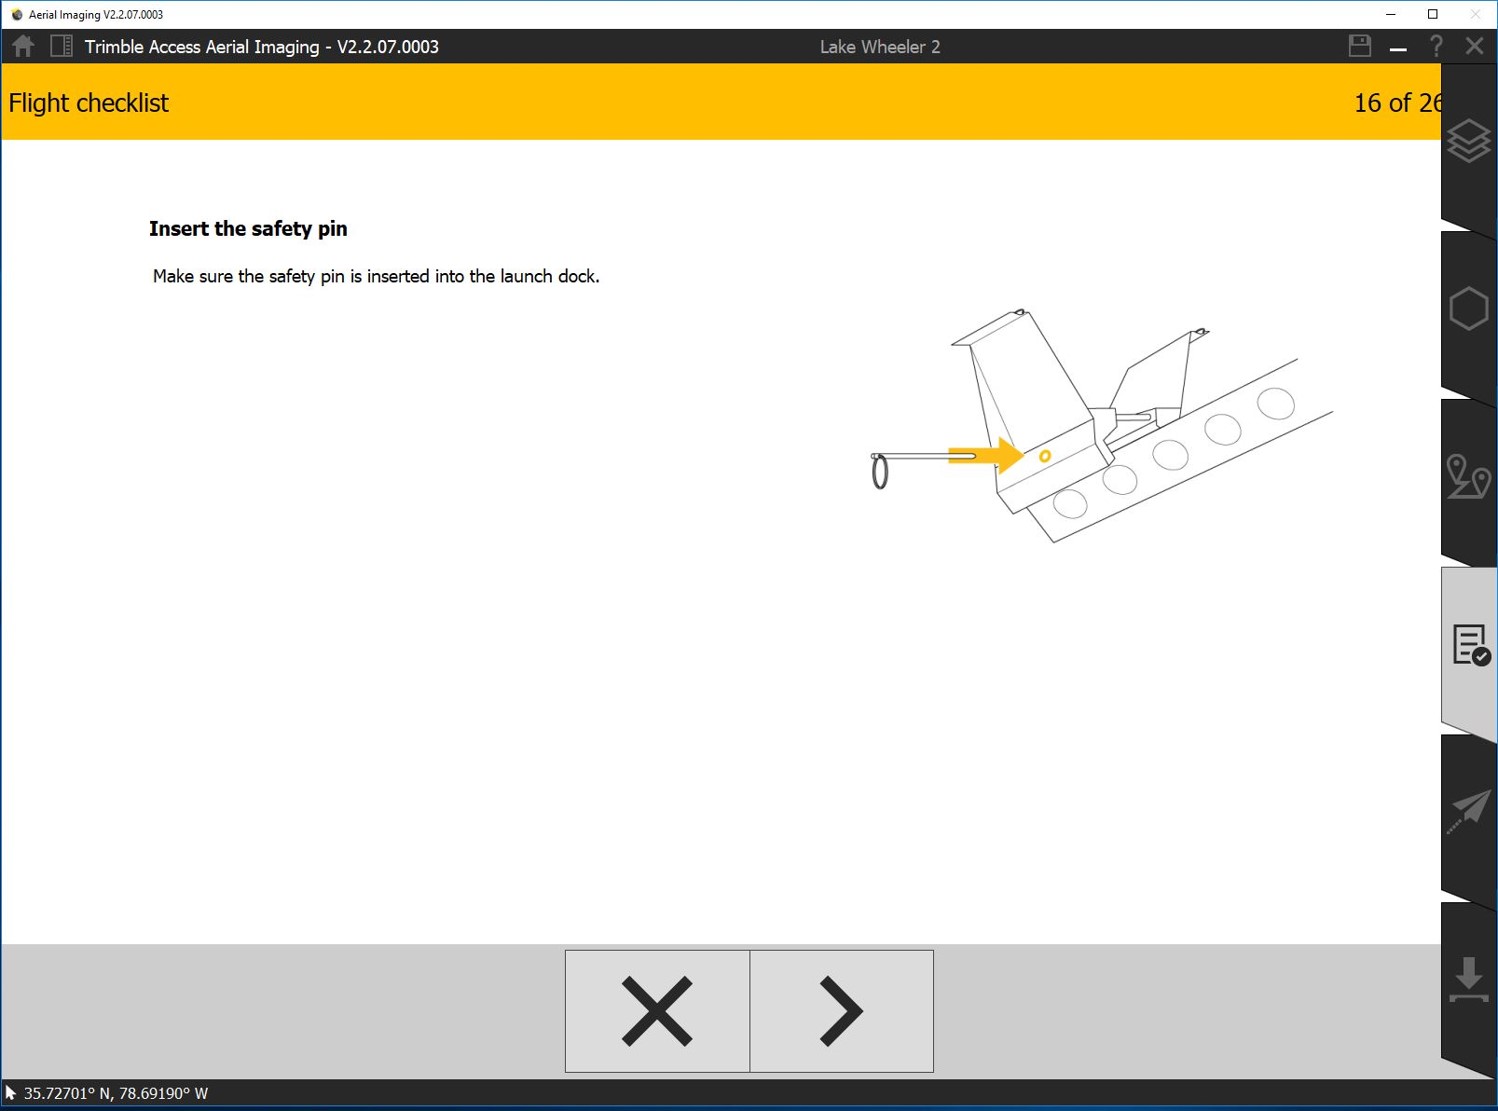 Aerial Imaging V2.2.07.0003
Trimble Access Aerial Imaging - V2.2.07.0003
Lake Wheeler 2
?
Flight checklist
16 of 26
Insert the safety pin
Make sure the safety pin is inserted into the launch dock.
35.72701° N, 78.69190° W